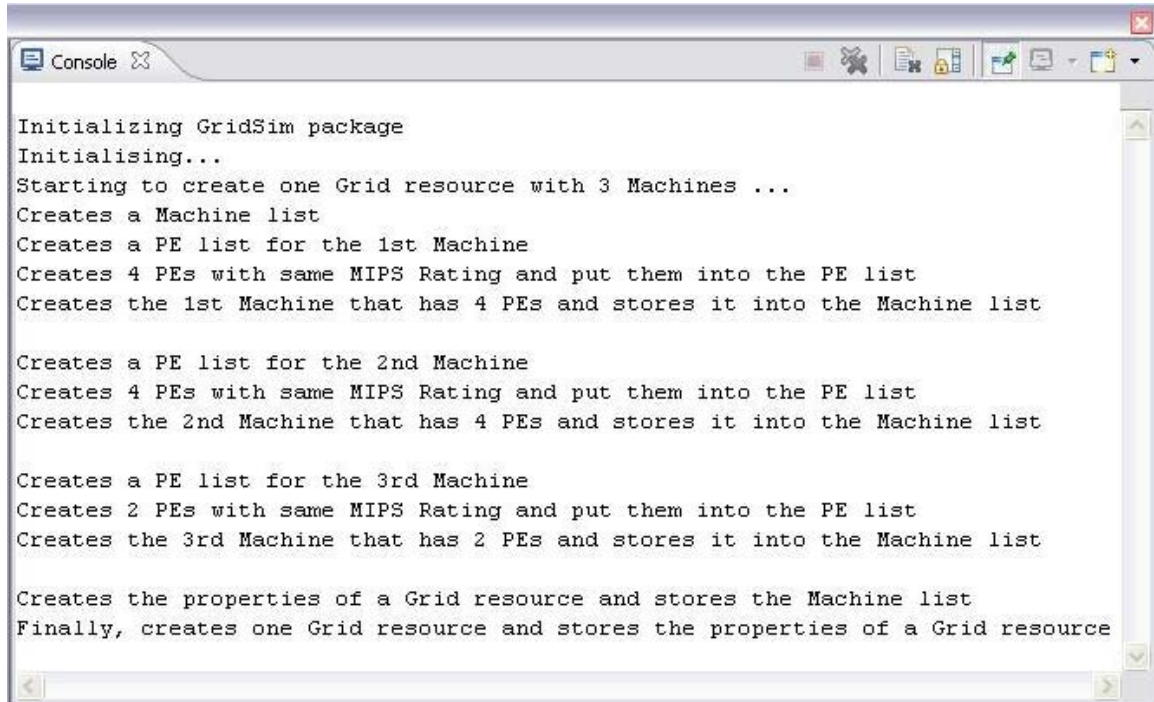 Console
Initializing GridSim package
Initialising...
Starting to create one Grid resource with 3 Machines ...
Creates a Machine list
Creates a PE list for the 1st Machine
Creates 4 PEs with same MIPS Rating and put them into the PE list
Creates the 1st Machine that has 4 PEs and stores it into the Machine list
Creates a PE list for the 2nd Machine
Creates 4 PEs with same MIPS Rating and put them into the PE list
Creates the 2nd Machine that has 4 PEs and stores it into the Machine list
Creates a PE list for the 3rd Machine
Creates 2 PEs with same MIPS Rating and put them into the PE list
Creates the 3rd Machine that has 2 PEs and stores it into the Machine list
Creates the properties of a Grid resource and stores the Machine list
Finally, creates one Grid resource and stores the properties of a Grid resource